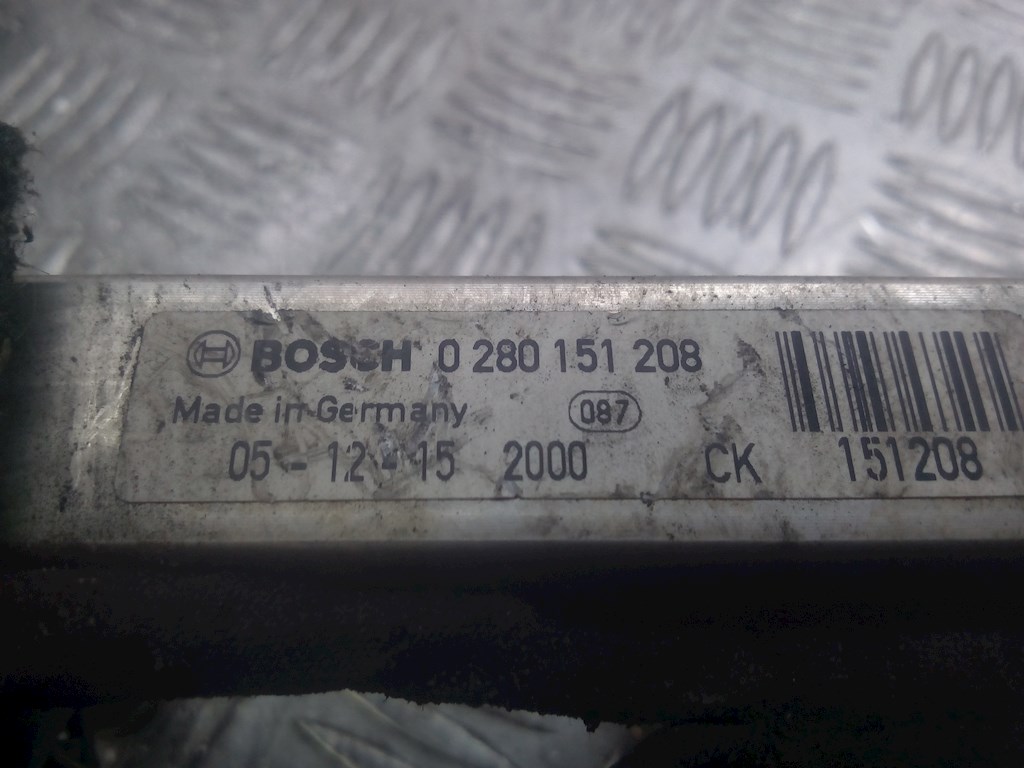 BOSCH 0 280 151 208
Made in Germany 087
05 - 12 - 15 2000 CK 151208